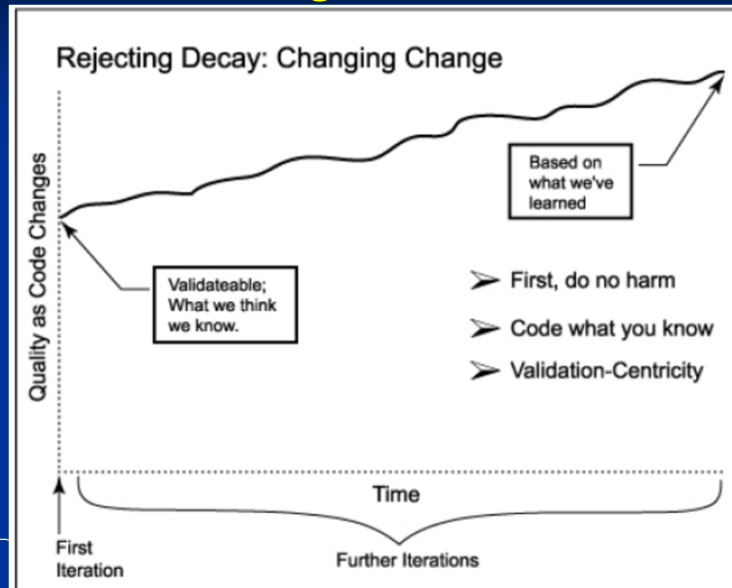 Rejecting Decay: Changing Change
Quality as Code Changes
Based on
what we've
learned
Validateable;
What we think
we know.
First, do no harm
Code what you know
Validation-Centricity
Time
First
Iteration
Further Iterations